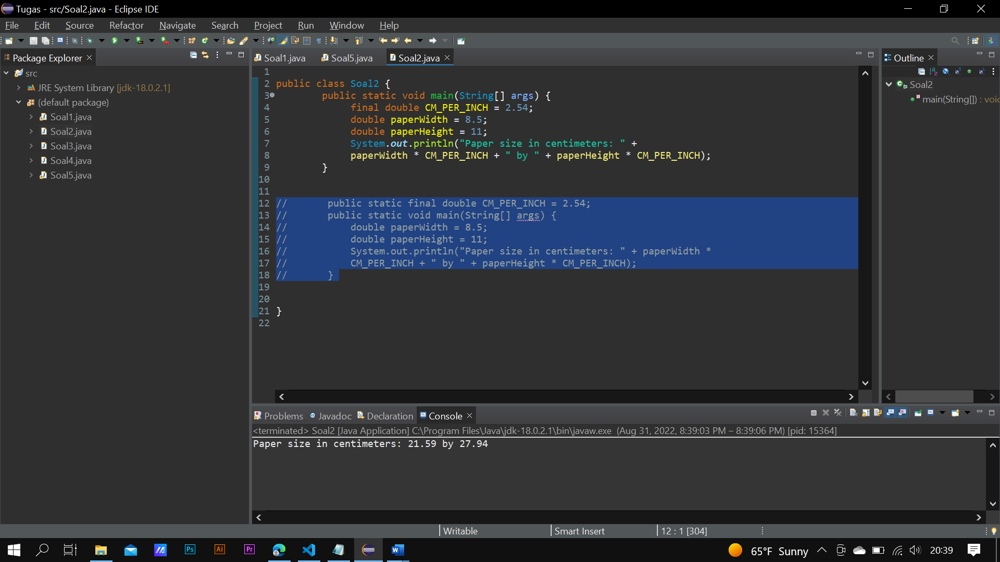 Tugas - src/Soal2.java - Eclipse IDE
File Edit Source Refactor Navigate Search Project Run Window Help
Package Explorer
src
JRE System Library [jdk-18.0.2.1]
(default package)
Soal1.java
Soal2.java
Soal3.java
Soal4.java
Soal5.java
Soal1.java Soal5.java Soal2.java
1
2 public class Soal2 {
3 public static void main(String[] args) {
4 final double CM_PER_INCH = 2.54;
5 double paperWidth = 8.5;
6 double paperHeight = 11;
7 System.out.println("Paper size in centimeters: " +
8 paperWidth * CM_PER_INCH + " by " + paperHeight * CM_PER_INCH);
9 }
10
11
12 // public static final double CM_PER_INCH = 2.54;
13 // public static void main(String[] args) {
14 // double paperWidth = 8.5;
15 // double paperHeight = 11;
16 // System.out.println("Paper size in centimeters: " + paperWidth *
17 // CM_PER_INCH + " by " + paperHeight * CM_PER_INCH);
18 // }
19
20
21 }
22
Outline
Soal2
main(String[]) : voic
Problems Javadoc Declaration Console
<terminated> Soal2 [Java Application] C:\Program Files\Java\jdk-18.0.2.1\bin\javaw.exe (Aug 31, 2022, 8:39:03 PM – 8:39:06 PM) [pid: 15364]
Paper size in centimeters: 21.59 by 27.94
Writable Smart Insert 12 : 1 [304]
Ps Ai Pr 65°F Sunny 20:39